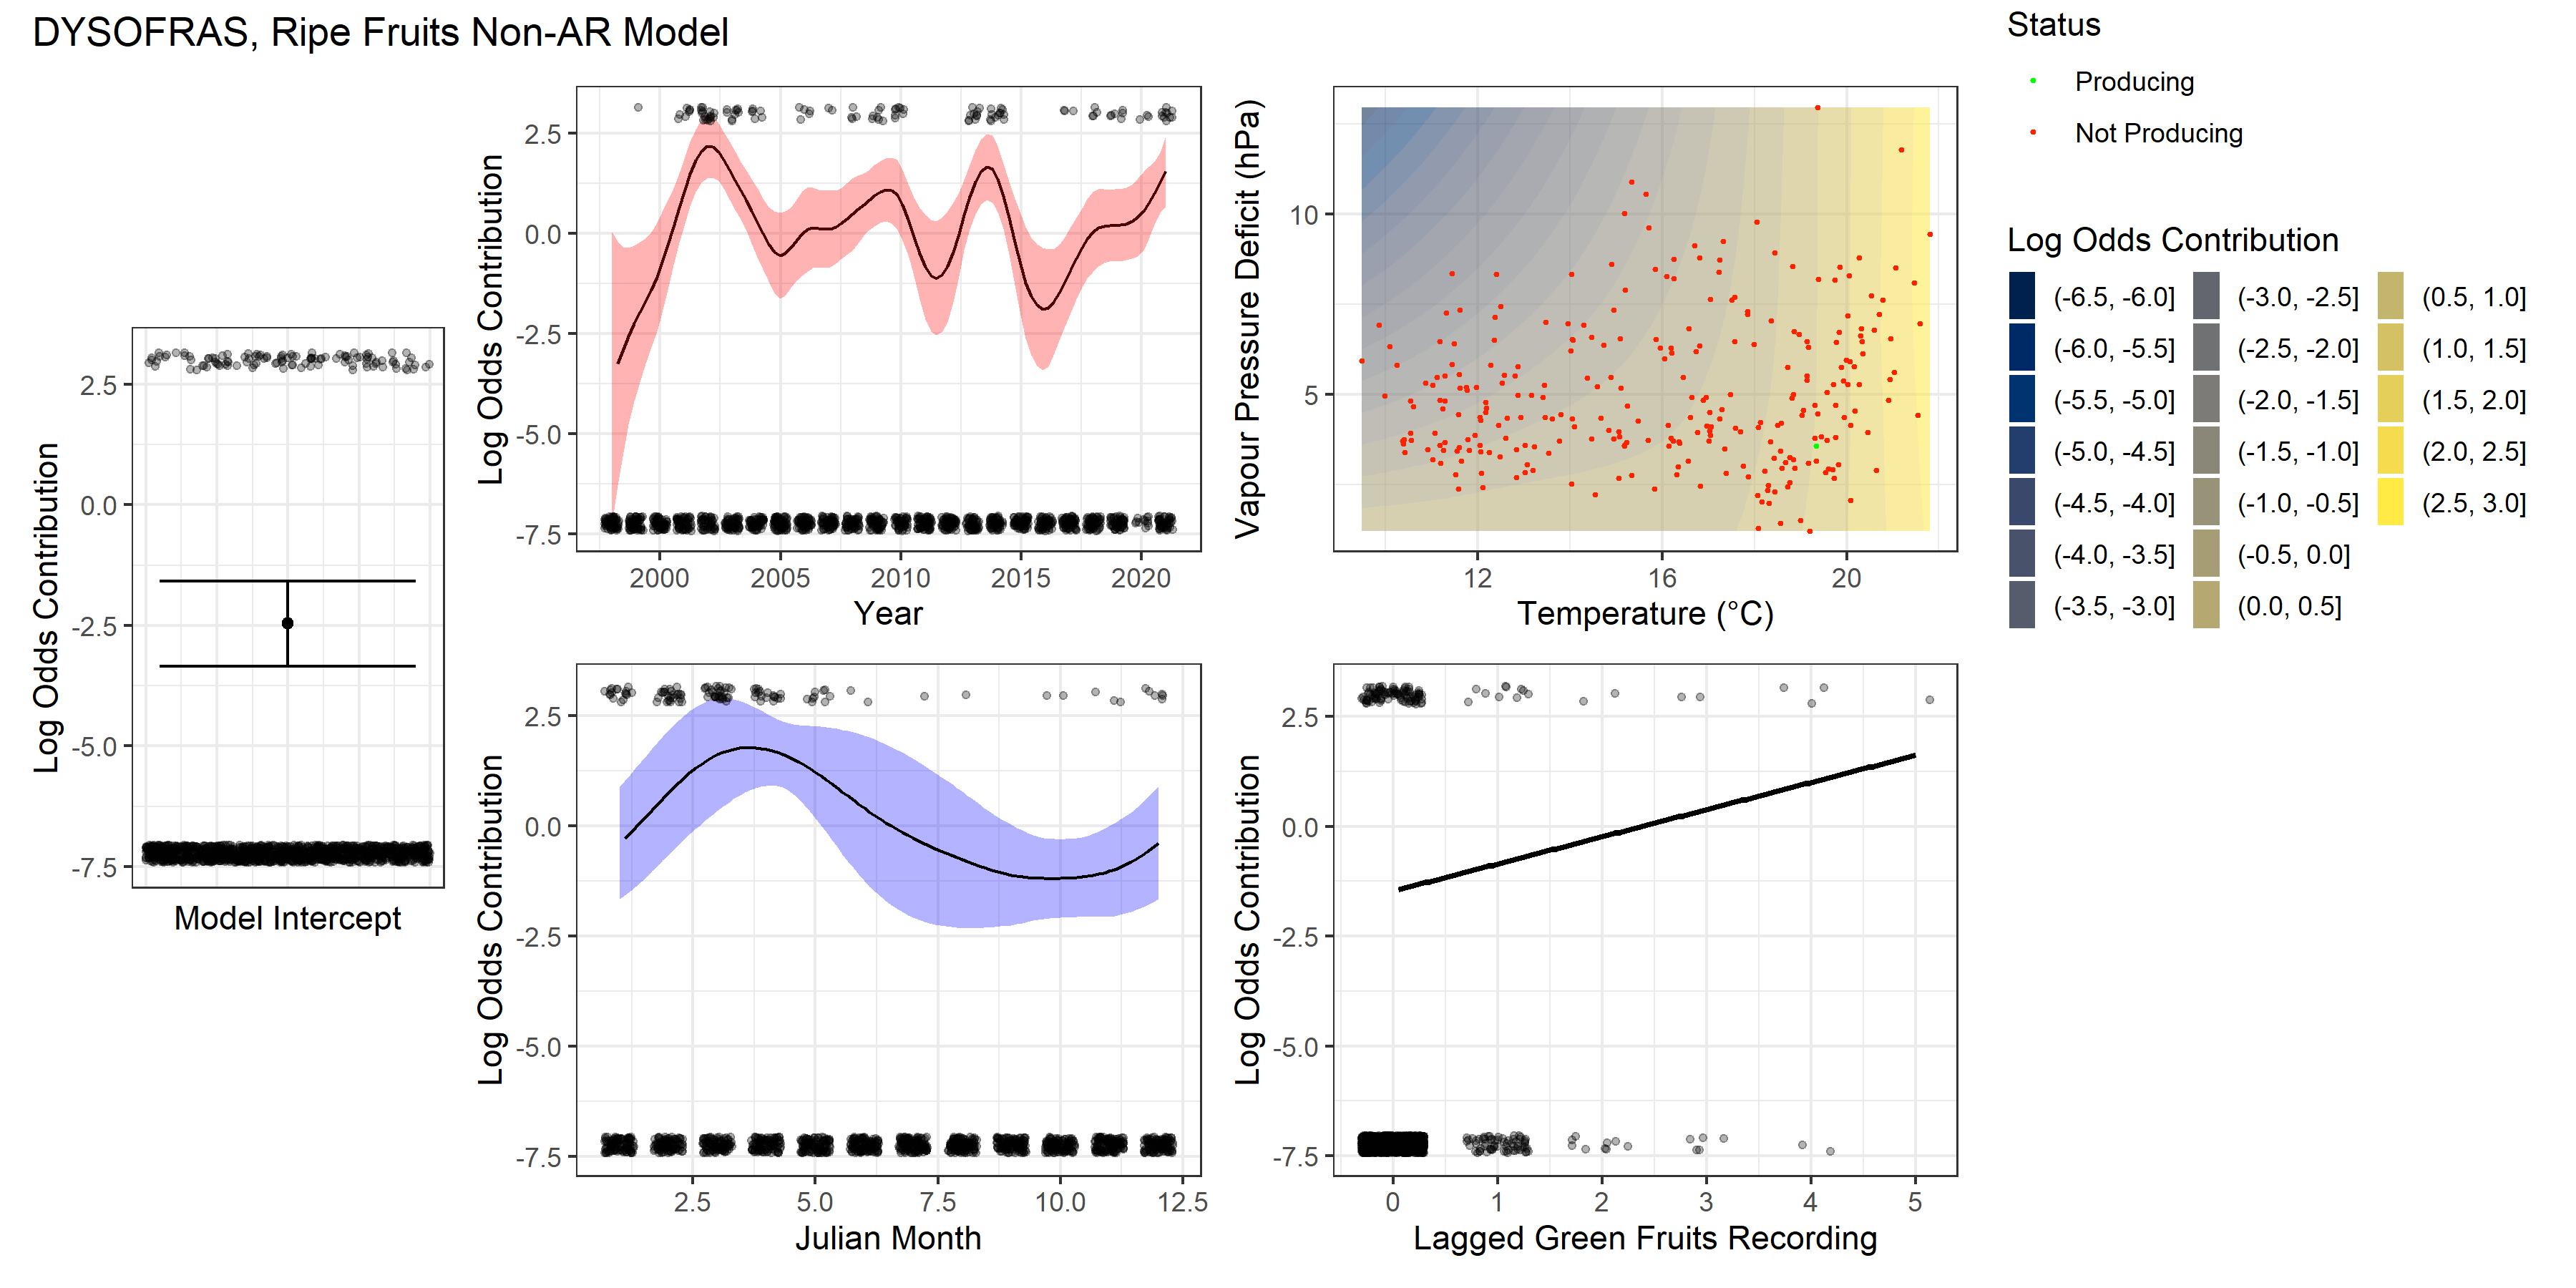 DYSOFRAS, Ripe Fruits Non-AR Model
Log Odds Contribution
2.5
0.0
-2.5
-5.0
-7.5
Model Intercept
Log Odds Contribution
2.5
0.0
-2.5
-5.0
-7.5
2000 2005 2010 2015 2020
Year
Vapour Pressure Deficit (hPa)
10
5
12 16 20
Temperature (°C)
Log Odds Contribution
2.5
0.0
-2.5
-5.0
-7.5
2.5 5.0 7.5 10.0 12.5
Julian Month
Log Odds Contribution
2.5
0.0
-2.5
-5.0
-7.5
0 1 2 3 4 5
Lagged Green Fruits Recording
Status
Producing
Not Producing
Log Odds Contribution
(-6.5, -6.0] (-3.0, -2.5] (0.5, 1.0]
(-6.0, -5.5] (-2.5, -2.0] (1.0, 1.5]
(-5.5, -5.0] (-2.0, -1.5] (1.5, 2.0]
(-5.0, -4.5] (-1.5, -1.0] (2.0, 2.5]
(-4.5, -4.0] (-1.0, -0.5] (2.5, 3.0]
(-4.0, -3.5] (-0.5, 0.0]
(-3.5, -3.0] (0.0, 0.5]